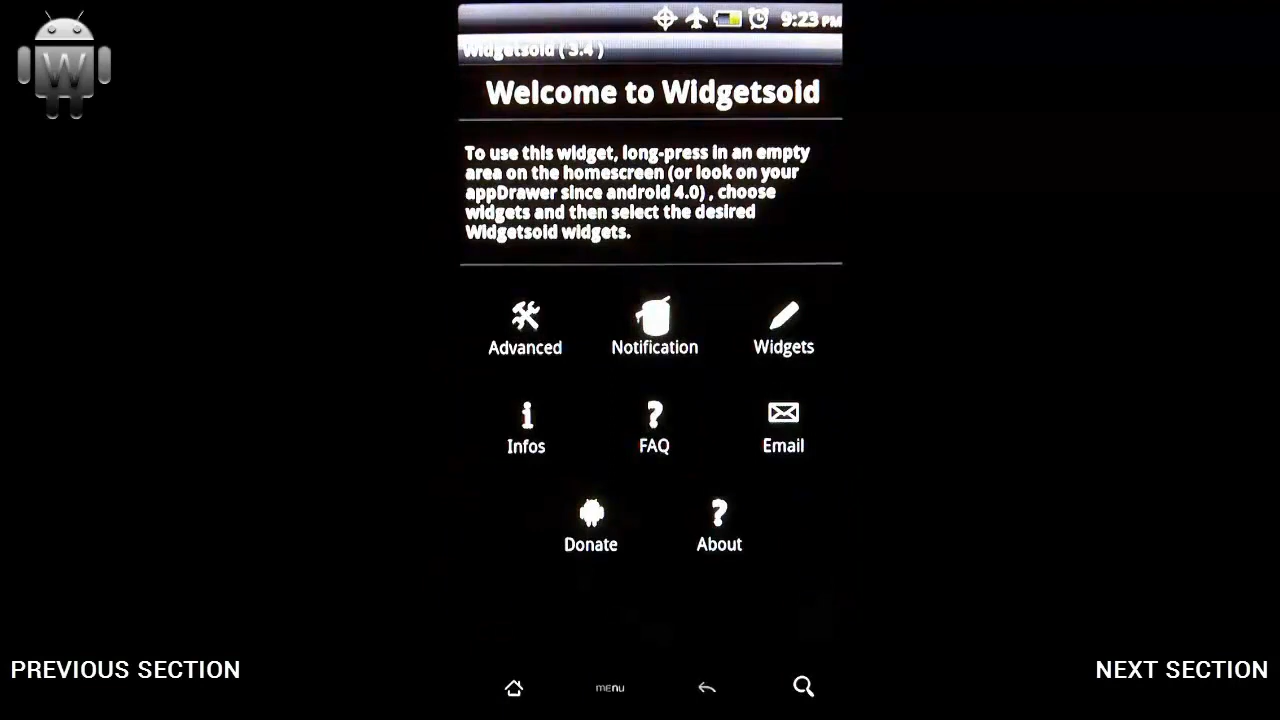 W
9:23 PM
Widgetsoid ( 3.4 )
Welcome to Widgetsoid
To use this widget, long-press in an empty
area on the homescreen (or look on your
appDrawer since android 4.0) , choose
widgets and then select the desired
Widgetsoid widgets.
Advanced
Notification
Widgets
Infos
FAQ
Email
Donate
About
PREVIOUS SECTION
NEXT SECTION
menu